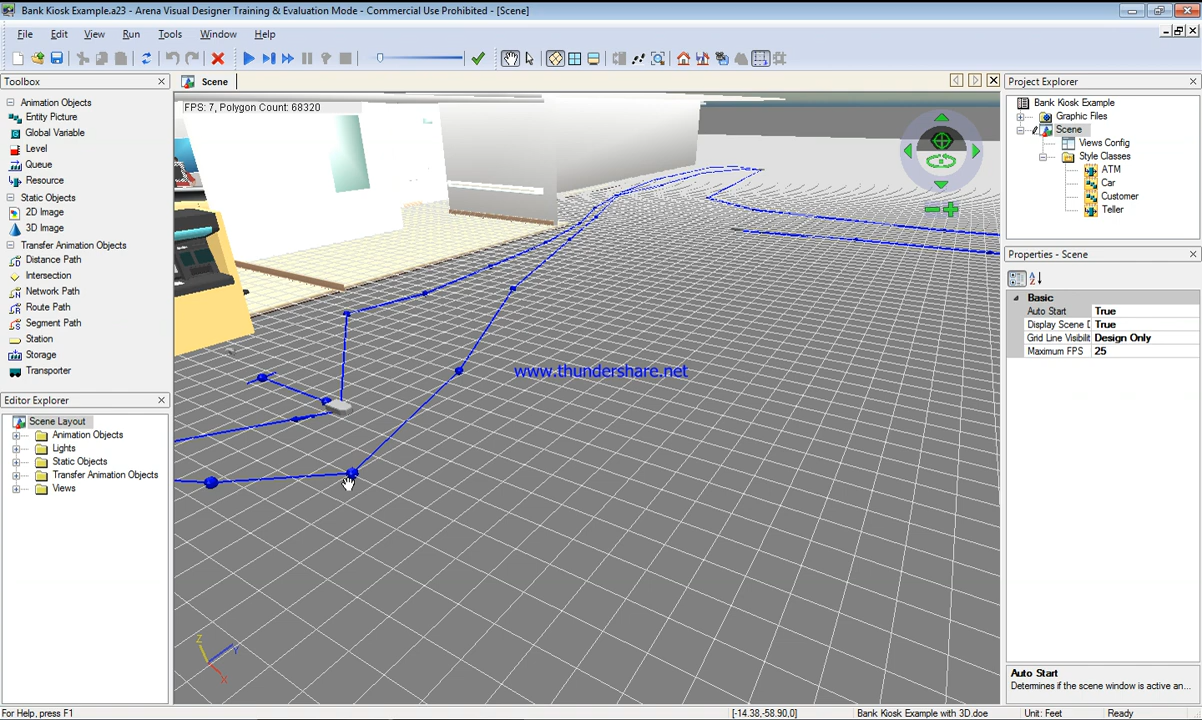 Bank Kiosk Example.a23 - Arena Visual Designer Training & Evaluation Mode - Commercial Use Prohibited - [Scene]
File Edit View Run Tools Window Help
Toolbox
Animation Objects
Entity Picture
Global Variable
Level
Queue
Resource
Static Objects
2D Image
3D Image
Transfer Animation Objects
Distance Path
Intersection
Network Path
Route Path
Segment Path
Station
Storage
Transporter
Editor Explorer
Scene Layout
Animation Objects
Lights
Static Objects
Transfer Animation Objects
Views
Scene
FPS: 7, Polygon Count: 68320
www.thundershare.net
Z
Y
X
Project Explorer
Bank Kiosk Example
Graphic Files
Scene
Views Config
Style Classes
ATM
Car
Customer
Teller
Properties - Scene
Basic
Auto Start True
Display Scene D True
Grid Line Visibilit Design Only
Maximum FPS 25
Auto Start
Determines if the scene window is active an...
For Help, press F1
[-14.38,-58.90,0] Bank Kiosk Example with 3D.doe Unit: Feet Ready